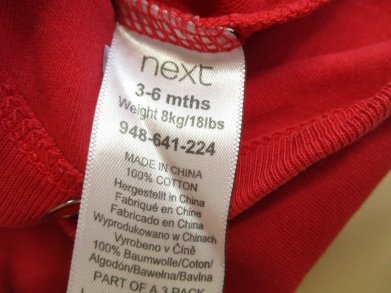 next
3-6 mths
Weight 8kg/18lbs
948-641-224
MADE IN CHINA
100% COTTON
Hergestellt in China
Fabriqué en Chine
Fabricado en China
Wyprodukowano w Chinach
Vyrobeno v Číně
100% Baumwolle/Coton/
Algodón/Bawełna/Bavlna
PART OF A 3 PACK